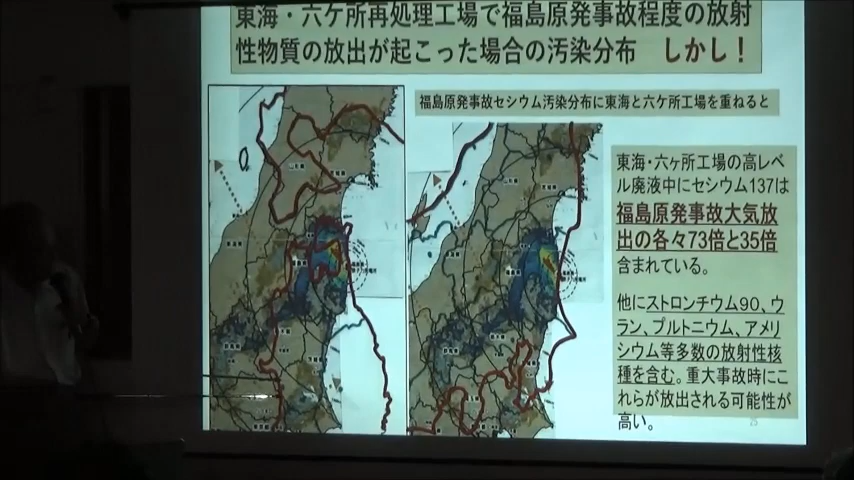 東海・六ケ所再処理工場で福島原発事故程度の放射
性物質の放出が起こった場合の汚染分布　しかし！
福島原発事故セシウム汚染分布に東海と六ケ所工場を重ねると
東海・六ヶ所工場の高レベ
ル廃液中にセシウム137は
福島原発事故大気放
出の各々73倍と35倍
含まれている。
他にストロンチウム90、ウ
ラン、プルトニウム、アメリ
シウム等多数の放射性核
種を含む。重大事故時にこ
れらが放出される可能性が
高い。
25